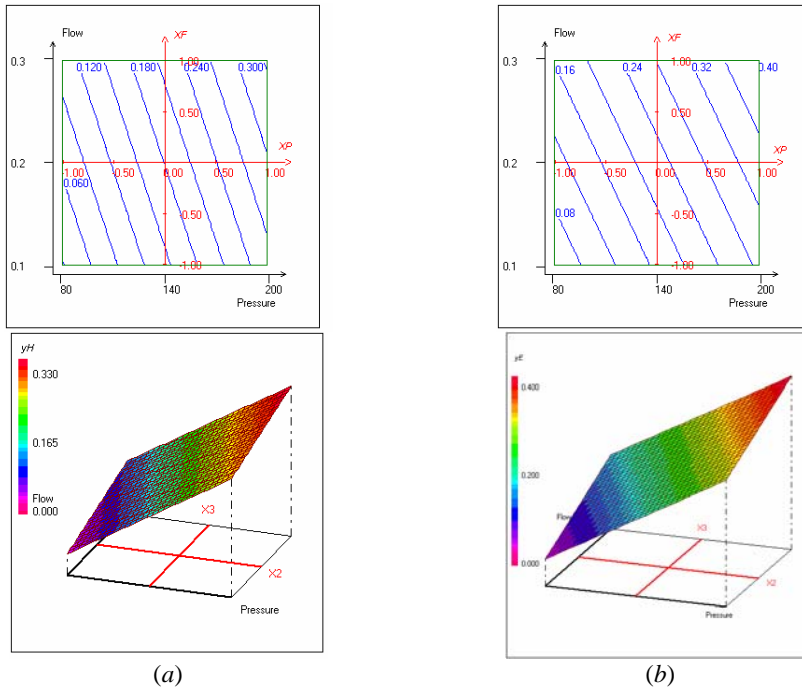 Flow
XF
0.3
0.120 0.180 1.00 0.240 0.300
0.50
XP
0.2
-1.00 -0.50 0.00 0.50 1.00
0.060
-0.50
0.1
-1.00
80 140 200
Pressure
Flow
XF
0.3
0.16 0.24 1.00 0.32 0.40
0.50
XP
0.2
-1.00 -0.50 0.00 0.50 1.00
0.08
-0.50
0.1
-1.00
80 140 200
Pressure
yH
0.330
0.165
Flow
0.000
X3
X2
Pressure
yE
0.400
0.200
0.000
Flow
X3
X2
Pressure
(a)
(b)